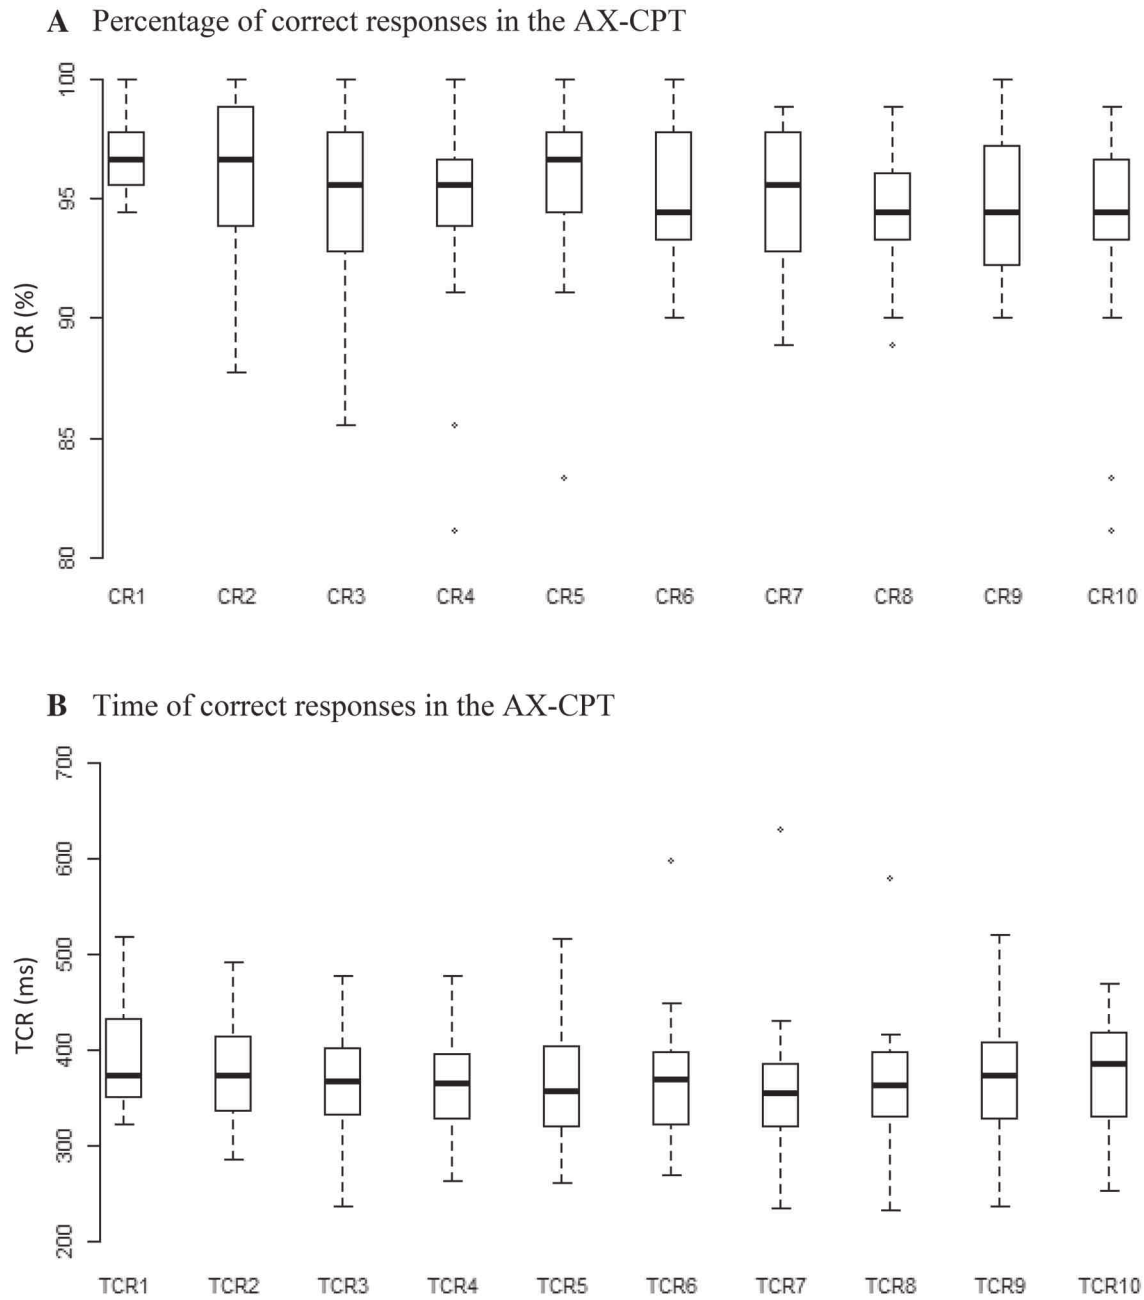 A Percentage of correct responses in the AX-CPT
100
95
90
85
80
CR (%)
CR1 CR2 CR3 CR4 CR5 CR6 CR7 CR8 CR9 CR10
B Time of correct responses in the AX-CPT
700
600
500
400
300
200
TCR (ms)
TCR1 TCR2 TCR3 TCR4 TCR5 TCR6 TCR7 TCR8 TCR9 TCR10